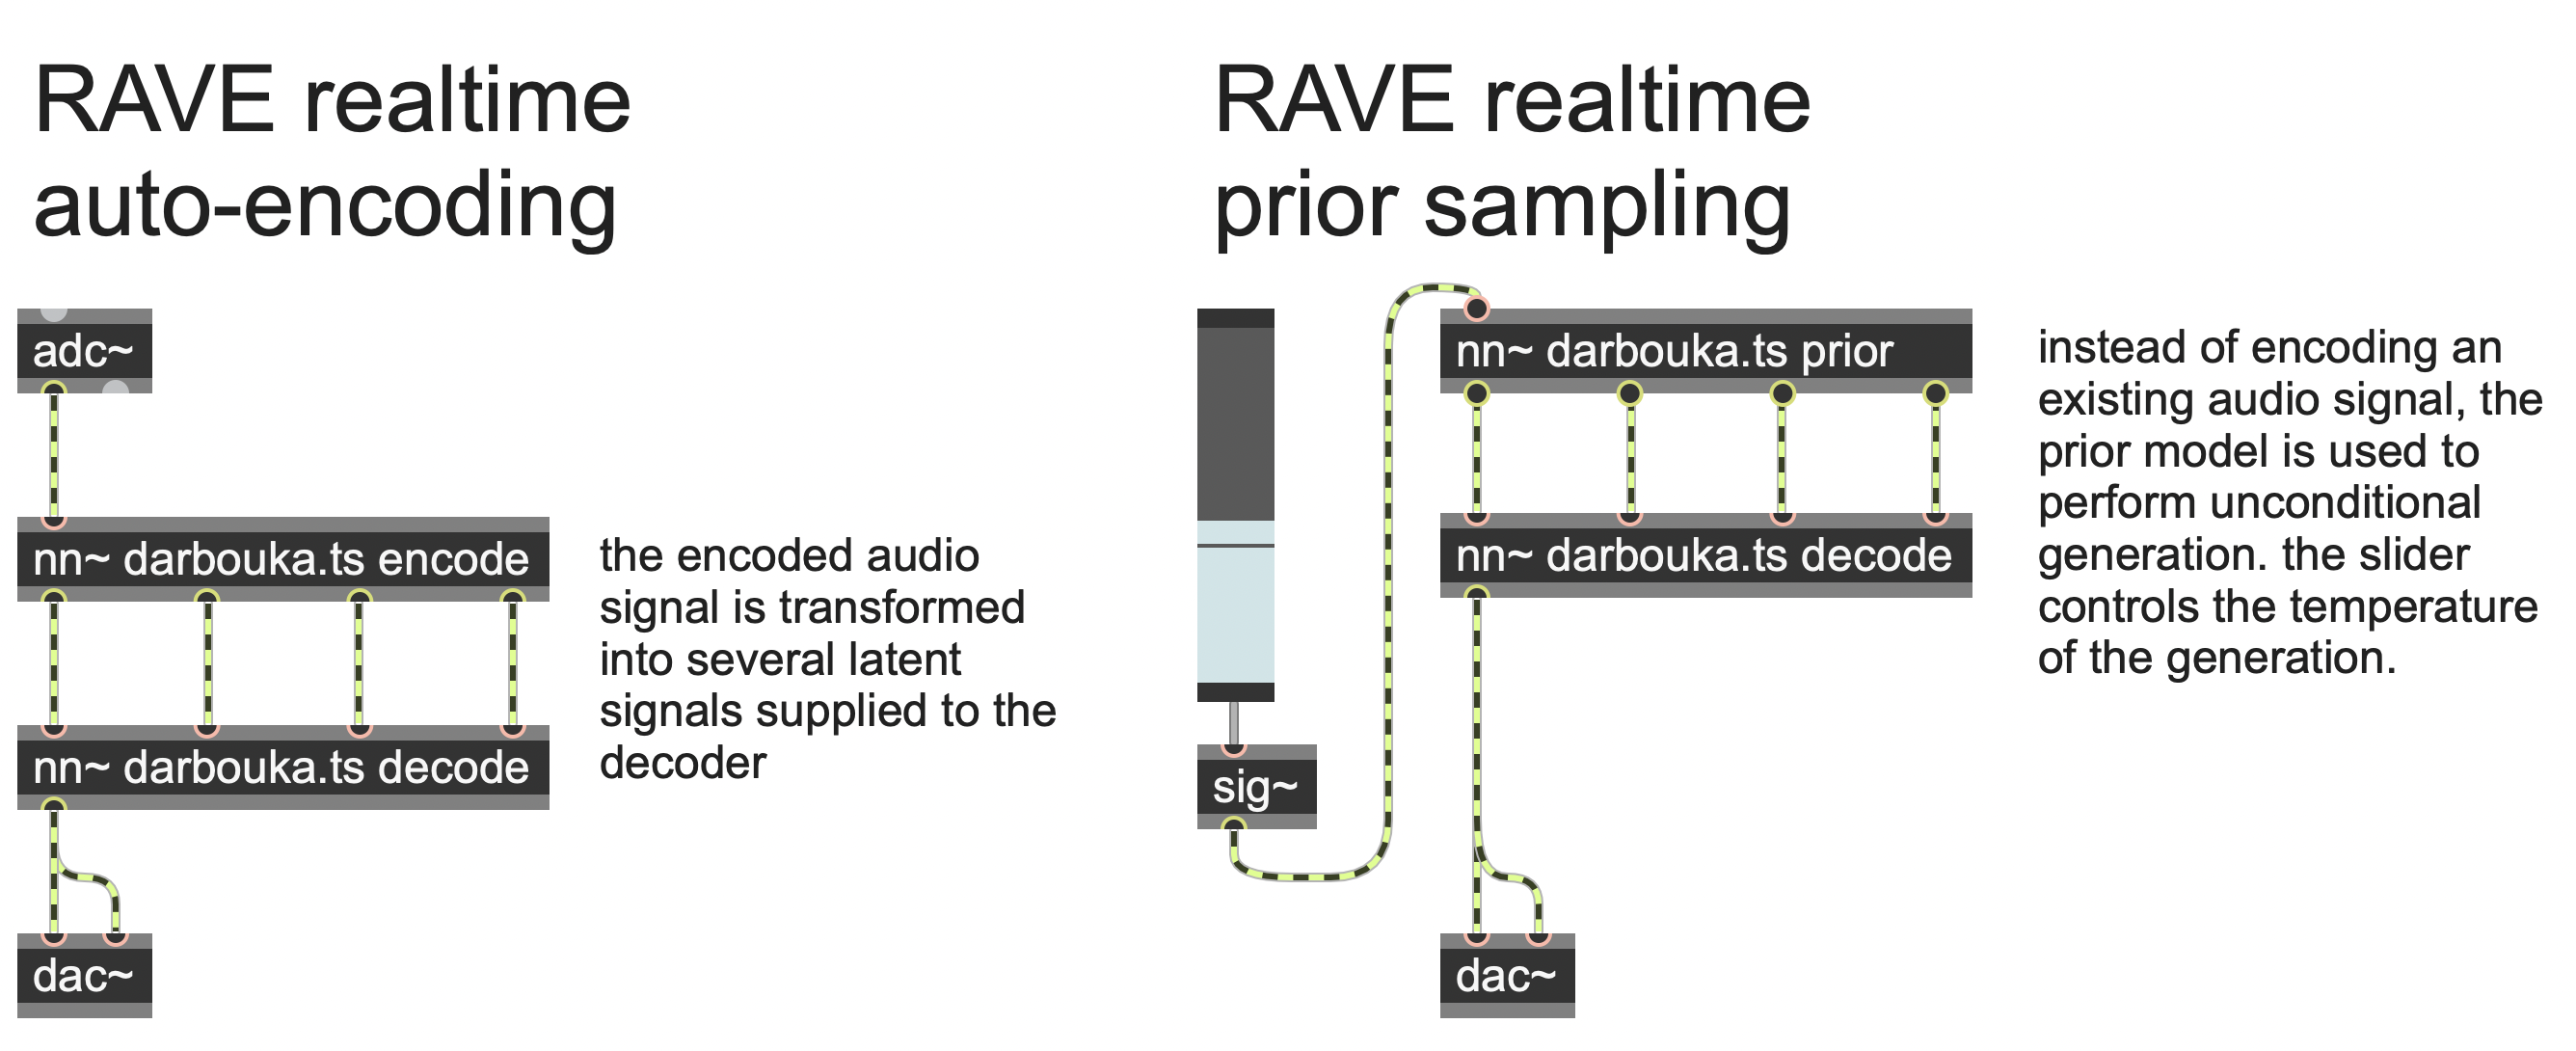 RAVE realtime
auto-encoding
adc~
nn~ darbouka.ts encode
nn~ darbouka.ts decode
dac~
the encoded audio
signal is transformed
into several latent
signals supplied to the
decoder
RAVE realtime
prior sampling
sig~
nn~ darbouka.ts prior
nn~ darbouka.ts decode
dac~
instead of encoding an
existing audio signal, the
prior model is used to
perform unconditional
generation. the slider
controls the temperature
of the generation.